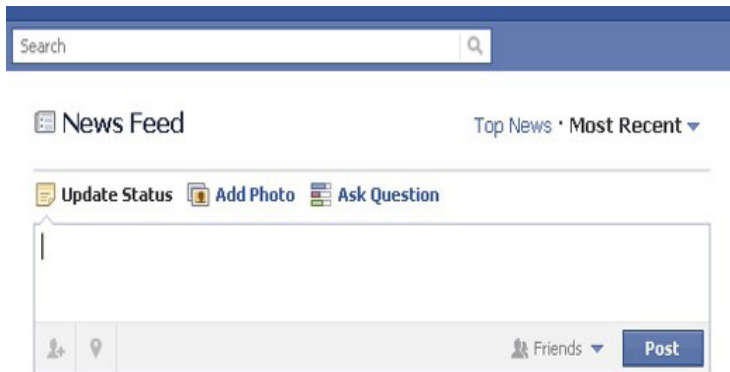 Search
News Feed
Top News · Most Recent
Update Status Add Photo Ask Question
Friends Post